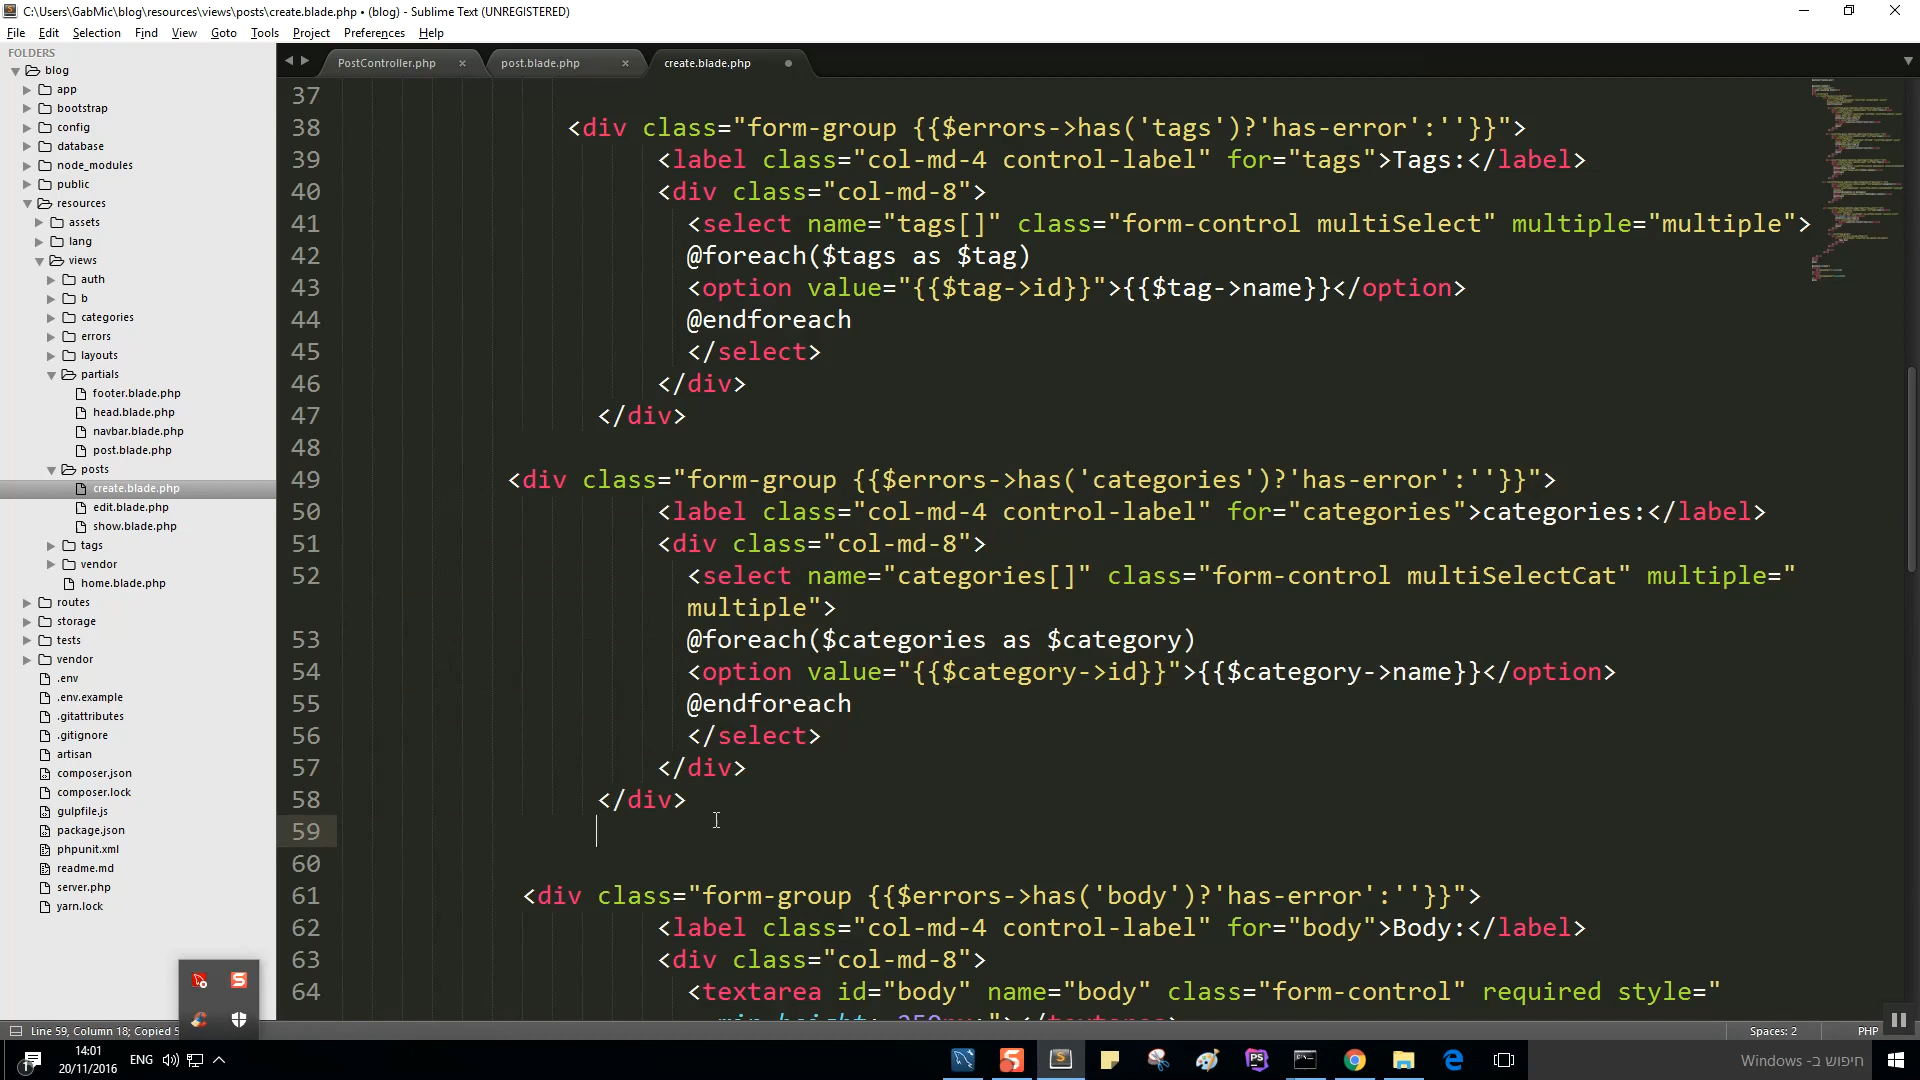 C:\Users\GabMic\blog\resources\views\posts\create.blade.php • (blog) - Sublime Text (UNREGISTERED)
File Edit Selection Find View Goto Tools Project Preferences Help
FOLDERS
blog
app
bootstrap
config
database
node_modules
public
resources
assets
lang
views
auth
b
categories
errors
layouts
partials
footer.blade.php
head.blade.php
navbar.blade.php
post.blade.php
posts
create.blade.php
edit.blade.php
show.blade.php
tags
vendor
home.blade.php
routes
storage
tests
vendor
.env
.env.example
.gitattributes
.gitignore
artisan
composer.json
composer.lock
gulpfile.js
package.json
phpunit.xml
readme.md
server.php
yarn.lock
PostController.php × post.blade.php × create.blade.php •
37
38 <div class="form-group {{$errors->has('tags')?'has-error':''}}">
39 <label class="col-md-4 control-label" for="tags">Tags:</label>
40 <div class="col-md-8">
41 <select name="tags[]" class="form-control multiSelect" multiple="multiple">
42 @foreach($tags as $tag)
43 <option value="{{$tag->id}}">{{$tag->name}}</option>
44 @endforeach
45 </select>
46 </div>
47 </div>
48
49 <div class="form-group {{$errors->has('categories')?'has-error':''}}">
50 <label class="col-md-4 control-label" for="categories">categories:</label>
51 <div class="col-md-8">
52 <select name="categories[]" class="form-control multiSelectCat" multiple="
multiple">
53 @foreach($categories as $category)
54 <option value="{{$category->id}}">{{$category->name}}</option>
55 @endforeach
56 </select>
57 </div>
58 </div>
59
60
61 <div class="form-group {{$errors->has('body')?'has-error':''}}">
62 <label class="col-md-4 control-label" for="body">Body:</label>
63 <div class="col-md-8">
64 <textarea id="body" name="body" class="form-control" required style="
Line 59, Column 18; Copied 5 Spaces: 2 PHP
14:01
20/11/2016
ENG
חיפוש ב- Windows